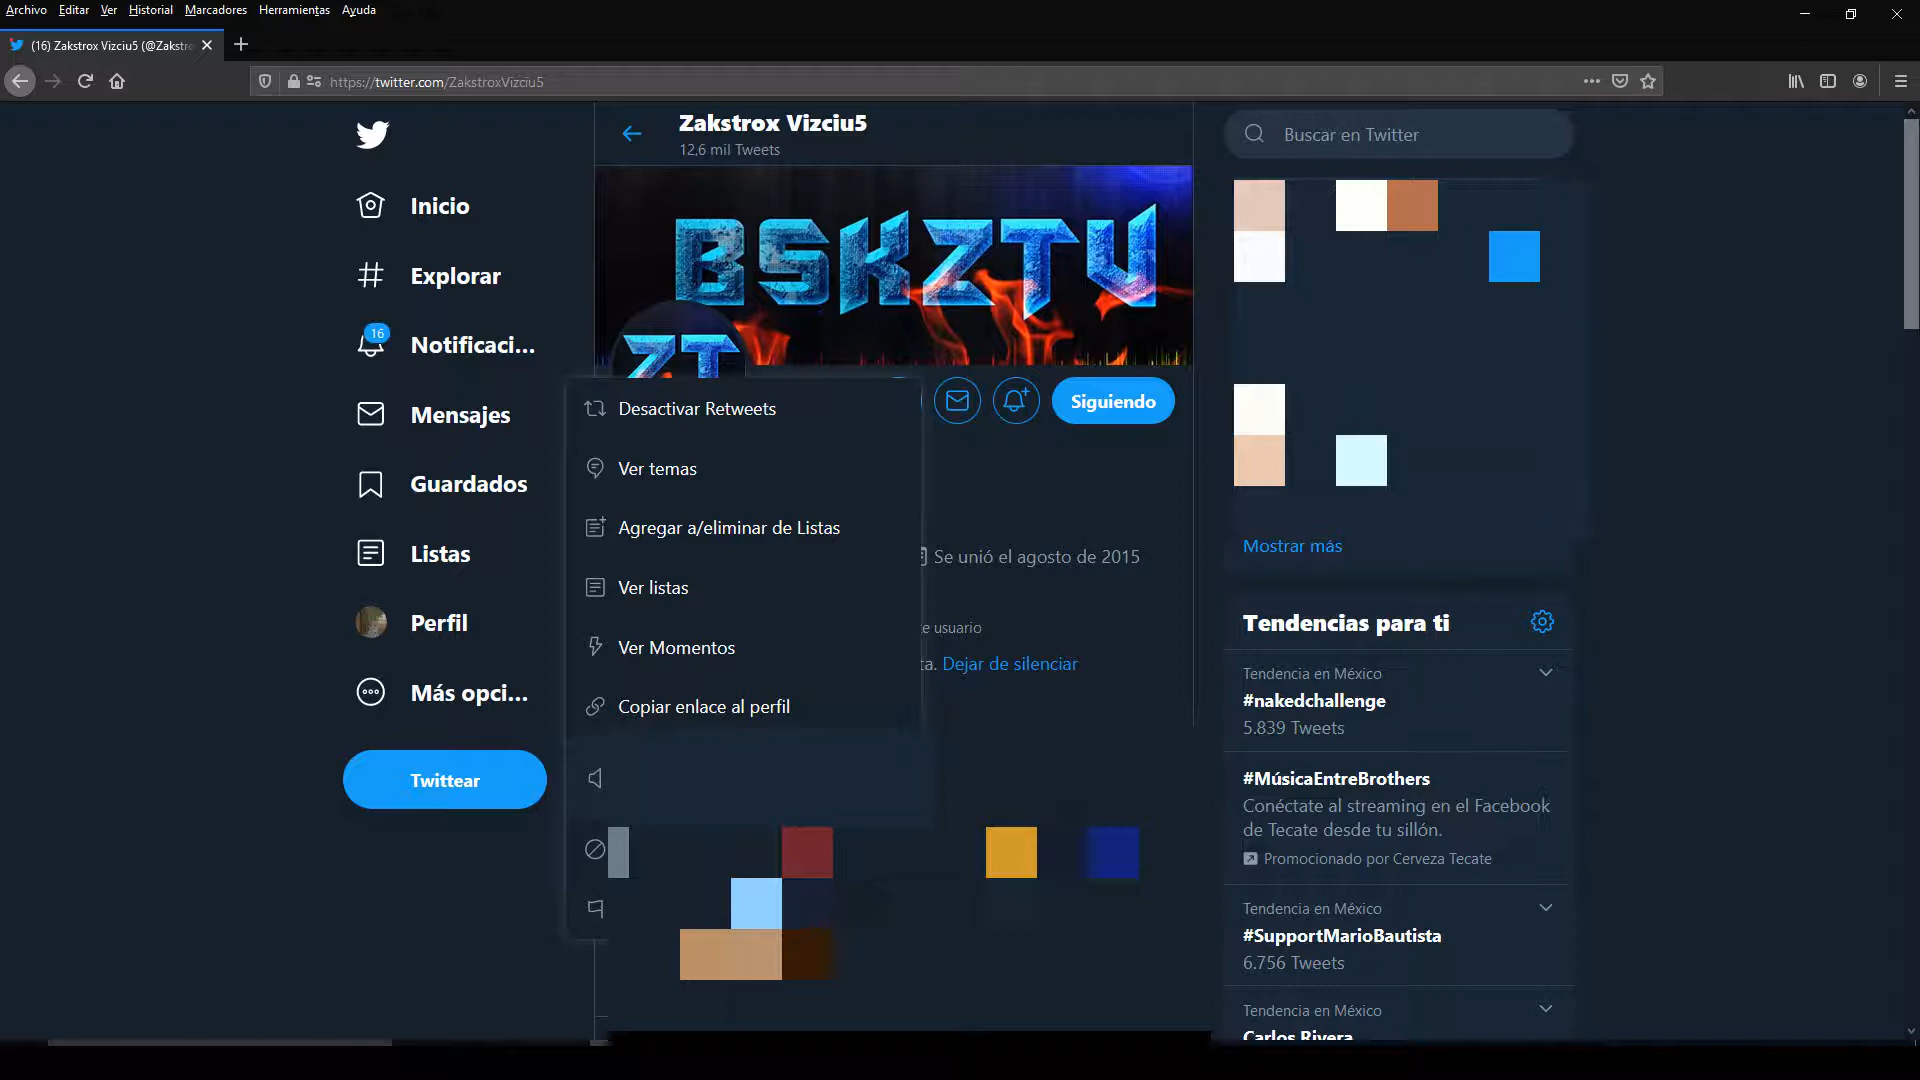 Archivo Editar Ver Historial Marcadores Herramientas Ayuda
(16) Zakstrox Vizciu5 (@Zakstro
https://twitter.com/ZakstroxVizciu5
Inicio
Explorar
16
Notificaci...
Mensajes
Guardados
Listas
Perfil
Más opci...
Twittear
Zakstrox Vizciu5
12,6 mil Tweets
BSKZTV
ZT
Siguiendo
Desactivar Retweets
Ver temas
Agregar a/eliminar de Listas
Ver listas
Ver Momentos
Copiar enlace al perfil
Se unió el agosto de 2015
usuario
ta. Dejar de silenciar
Buscar en Twitter
Mostrar más
Tendencias para ti
Tendencia en México
#nakedchallenge
5.839 Tweets
#MúsicaEntreBrothers
Conéctate al streaming en el Facebook
de Tecate desde tu sillón.
Promocionado por Cerveza Tecate
Tendencia en México
#SupportMarioBautista
6.756 Tweets
Tendencia en México
Carlos Rivera